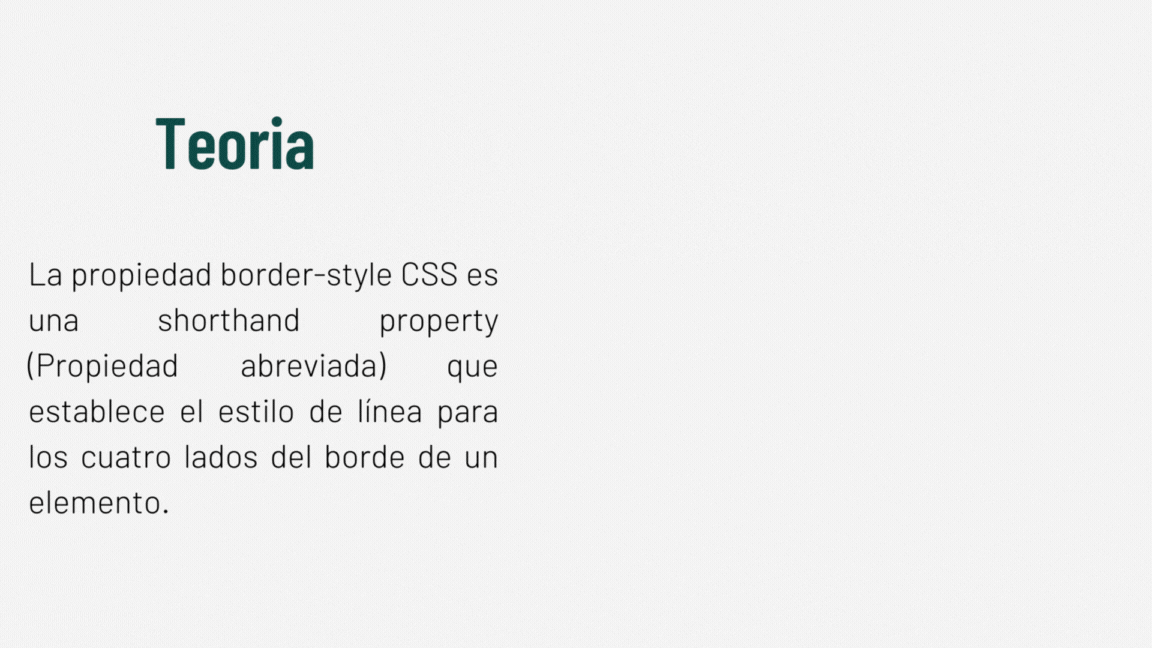 Teoria
La propiedad border-style CSS es
una shorthand property
(Propiedad abreviada) que
establece el estilo de línea para
los cuatro lados del borde de un
elemento.